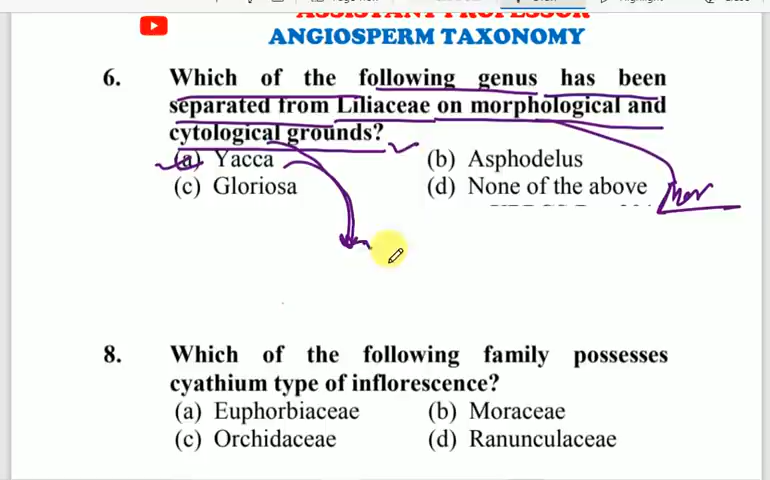 ASSISTANT PROFESSOR
ANGIOSPERM TAXONOMY
6. Which of the following genus has been
separated from Liliaceae on morphological and
cytological grounds?
(a) Yacca (b) Asphodelus
(c) Gloriosa (d) None of the above
8. Which of the following family possesses
cyathium type of inflorescence?
(a) Euphorbiaceae (b) Moraceae
(c) Orchidaceae (d) Ranunculaceae